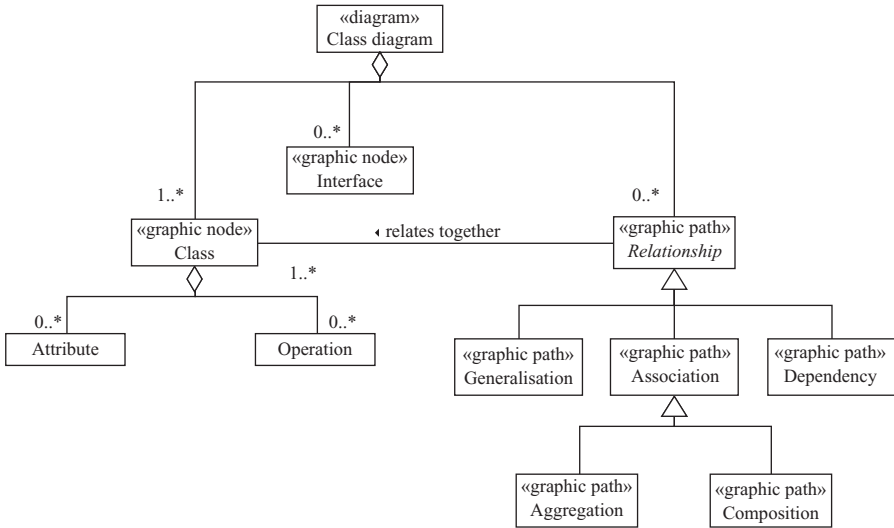 «diagram»
Class diagram
0..*
«graphic node»
Interface
1..*
0..*
«graphic node»
Class
relates together
«graphic path»
Relationship
1..*
0..*
0..*
Attribute
Operation
«graphic path»
Generalisation
«graphic path»
Association
«graphic path»
Dependency
«graphic path»
Aggregation
«graphic path»
Composition